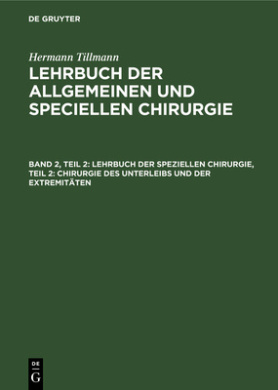 DE GRUYTER
Hermann Tillmann
LEHRBUCH DER
ALLGEMEINEN UND
SPECIELLEN CHIRURGIE
BAND 2, TEIL 2: LEHRBUCH DER SPEZIELLEN CHIRURGIE,
TEIL 2: CHIRURGIE DES UNTERLEIBS UND DER
EXTREMITÄTEN
DE
G